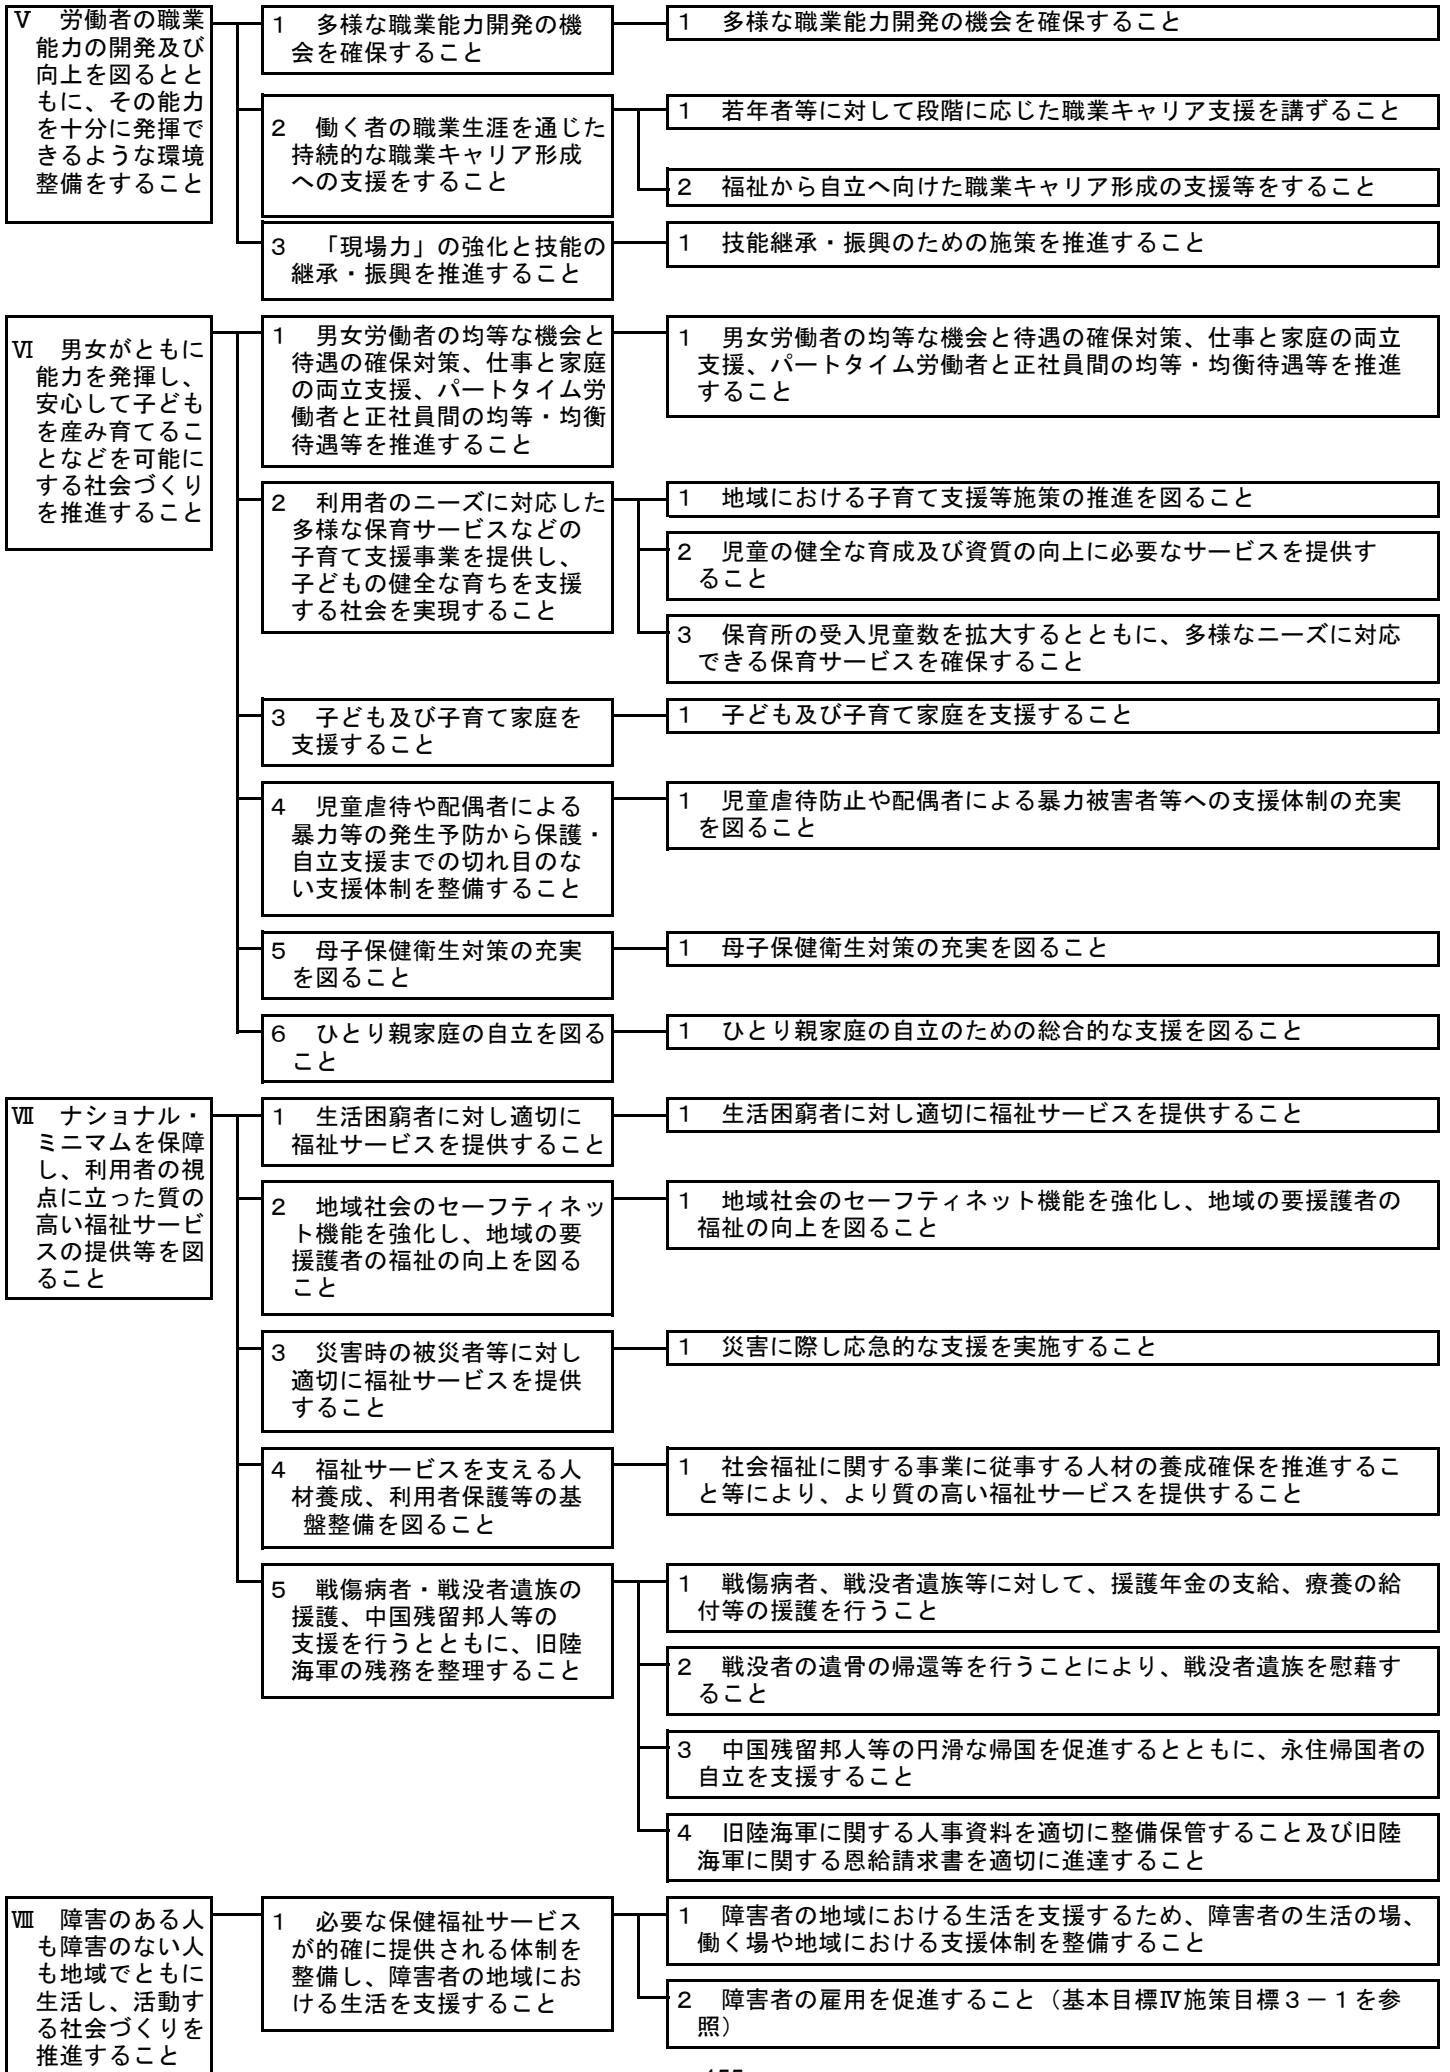 Ⅴ 労働者の職業
能力の開発及び
向上を図るとと
もに、その能力
を十分に発揮で
きるような環境
整備をすること
1 多様な職業能力開発の機
会を確保すること
1 多様な職業能力開発の機会を確保すること
2 働く者の職業生涯を通じた
持続的な職業キャリア形成
への支援をすること
1 若年者等に対して段階に応じた職業キャリア支援を講ずること
2 福祉から自立へ向けた職業キャリア形成の支援等をすること
3 「現場力」の強化と技能の
継承・振興を推進すること
1 技能継承・振興のための施策を推進すること
Ⅵ 男女がともに
能力を発揮し、
安心して子ども
を産み育てるこ
となどを可能に
する社会づくり
を推進すること
1 男女労働者の均等な機会と
待遇の確保対策、仕事と家庭
の両立支援、パートタイム労
働者と正社員間の均等・均衡
待遇等を推進すること
1 男女労働者の均等な機会と待遇の確保対策、仕事と家庭の両立
支援、パートタイム労働者と正社員間の均等・均衡待遇等を推進
すること
2 利用者のニーズに対応した
多様な保育サービスなどの
子育て支援事業を提供し、
子どもの健全な育ちを支援
する社会を実現すること
1 地域における子育て支援等施策の推進を図ること
2 児童の健全な育成及び資質の向上に必要なサービスを提供す
ること
3 保育所の受入児童数を拡大するとともに、多様なニーズに対応
できる保育サービスを確保すること
3 子ども及び子育て家庭を
支援すること
1 子ども及び子育て家庭を支援すること
4 児童虐待や配偶者による
暴力等の発生予防から保護・
自立支援までの切れ目のな
い支援体制を整備すること
1 児童虐待防止や配偶者による暴力被害者等への支援体制の充実
を図ること
5 母子保健衛生対策の充実
を図ること
1 母子保健衛生対策の充実を図ること
6 ひとり親家庭の自立を図る
こと
1 ひとり親家庭の自立のための総合的な支援を図ること
Ⅶ ナショナル・
ミニマムを保障
し、利用者の視
点に立った質の
高い福祉サービ
スの提供等を図
ること
1 生活困窮者に対し適切に
福祉サービスを提供すること
1 生活困窮者に対し適切に福祉サービスを提供すること
2 地域社会のセーフティネッ
ト機能を強化し、地域の要
援護者の福祉の向上を図る
こと
1 地域社会のセーフティネット機能を強化し、地域の要援護者の
福祉の向上を図ること
3 災害時の被災者等に対し
適切に福祉サービスを提供
すること
1 災害に際し応急的な支援を実施すること
4 福祉サービスを支える人
材養成、利用者保護等の基
盤整備を図ること
1 社会福祉に関する事業に従事する人材の養成確保を推進するこ
と等により、より質の高い福祉サービスを提供すること
5 戦傷病者・戦没者遺族の
援護、中国残留邦人等の
支援を行うとともに、旧陸
海軍の残務を整理すること
1 戦傷病者、戦没者遺族等に対して、援護年金の支給、療養の給
付等の援護を行うこと
2 戦没者の遺骨の帰還等を行うことにより、戦没者遺族を慰藉す
ること
3 中国残留邦人等の円滑な帰国を促進するとともに、永住帰国者の
自立を支援すること
4 旧陸海軍に関する人事資料を適切に整備保管すること及び旧陸
海軍に関する恩給請求書を適切に進達すること
Ⅷ 障害のある人
も障害のない人
も地域でともに
生活し、活動す
る社会づくりを
推進すること
1 必要な保健福祉サービス
が的確に提供される体制を
整備し、障害者の地域にお
ける生活を支援すること
1 障害者の地域における生活を支援するため、障害者の生活の場、
働く場や地域における支援体制を整備すること
2 障害者の雇用を促進すること（基本目標Ⅳ施策目標3－1を参
照）